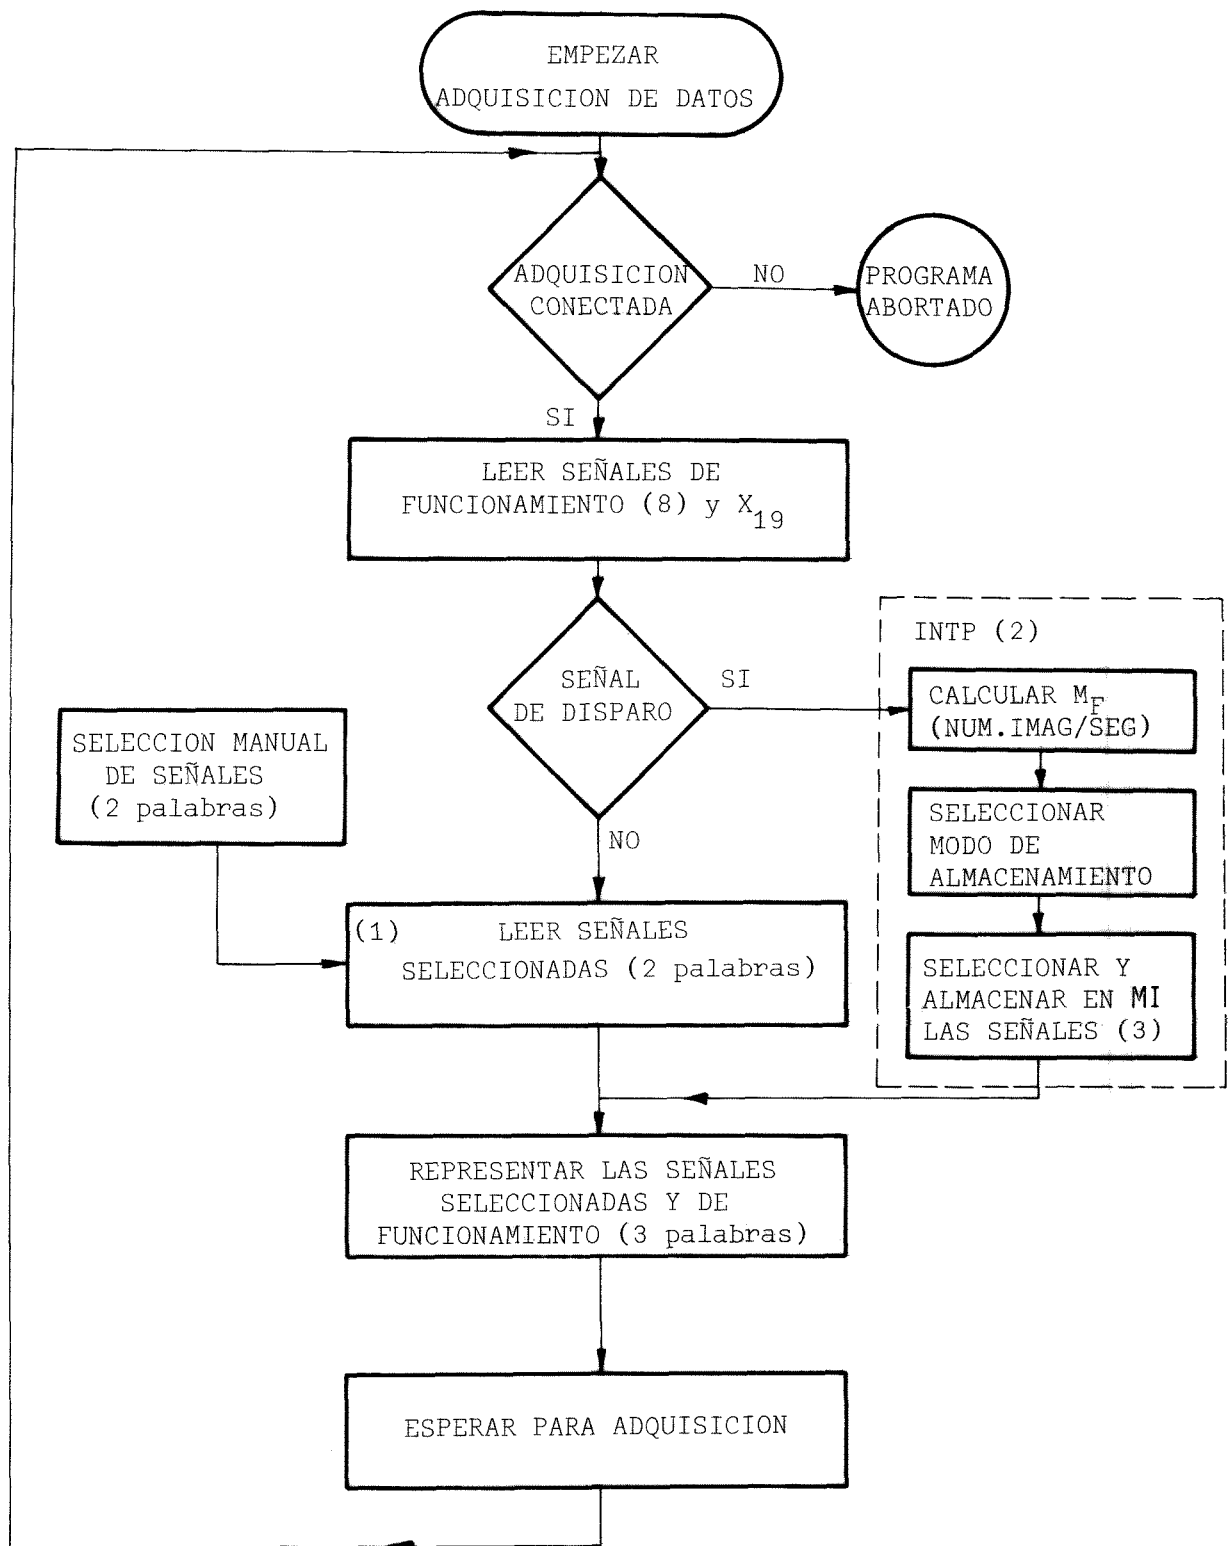 EMPEZAR
ADQUISICION DE DATOS
ADQUISICION
CONECTADA
NO
PROGRAMA
ABORTADO
SI
LEER SEÑALES DE
FUNCIONAMIENTO (8) y X19
SEÑAL
DE DISPARO
SI
NO
INTP (2)
CALCULAR MF
(NUM.IMAG/SEG)
SELECCIONAR
MODO DE
ALMACENAMIENTO
SELECCIONAR Y
ALMACENAR EN MI
LAS SEÑALES (3)
SELECCION MANUAL
DE SEÑALES
(2 palabras)
(1) LEER SEÑALES
SELECCIONADAS (2 palabras)
REPRESENTAR LAS SEÑALES
SELECCIONADAS Y DE
FUNCIONAMIENTO (3 palabras)
ESPERAR PARA ADQUISICION